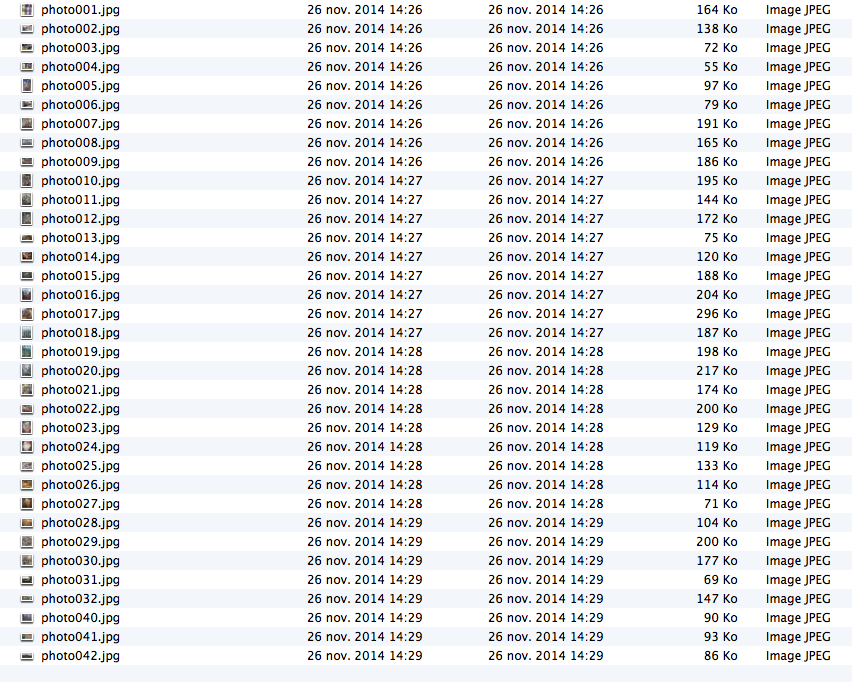 photo001.jpg 26 nov. 2014 14:26 26 nov. 2014 14:26 164 Ko Image JPEG
photo002.jpg 26 nov. 2014 14:26 26 nov. 2014 14:26 138 Ko Image JPEG
photo003.jpg 26 nov. 2014 14:26 26 nov. 2014 14:26 72 Ko Image JPEG
photo004.jpg 26 nov. 2014 14:26 26 nov. 2014 14:26 55 Ko Image JPEG
photo005.jpg 26 nov. 2014 14:26 26 nov. 2014 14:26 97 Ko Image JPEG
photo006.jpg 26 nov. 2014 14:26 26 nov. 2014 14:26 79 Ko Image JPEG
photo007.jpg 26 nov. 2014 14:26 26 nov. 2014 14:26 191 Ko Image JPEG
photo008.jpg 26 nov. 2014 14:26 26 nov. 2014 14:26 165 Ko Image JPEG
photo009.jpg 26 nov. 2014 14:26 26 nov. 2014 14:26 186 Ko Image JPEG
photo010.jpg 26 nov. 2014 14:27 26 nov. 2014 14:27 195 Ko Image JPEG
photo011.jpg 26 nov. 2014 14:27 26 nov. 2014 14:27 144 Ko Image JPEG
photo012.jpg 26 nov. 2014 14:27 26 nov. 2014 14:27 172 Ko Image JPEG
photo013.jpg 26 nov. 2014 14:27 26 nov. 2014 14:27 75 Ko Image JPEG
photo014.jpg 26 nov. 2014 14:27 26 nov. 2014 14:27 120 Ko Image JPEG
photo015.jpg 26 nov. 2014 14:27 26 nov. 2014 14:27 188 Ko Image JPEG
photo016.jpg 26 nov. 2014 14:27 26 nov. 2014 14:27 204 Ko Image JPEG
photo017.jpg 26 nov. 2014 14:27 26 nov. 2014 14:27 296 Ko Image JPEG
photo018.jpg 26 nov. 2014 14:27 26 nov. 2014 14:27 187 Ko Image JPEG
photo019.jpg 26 nov. 2014 14:28 26 nov. 2014 14:28 198 Ko Image JPEG
photo020.jpg 26 nov. 2014 14:28 26 nov. 2014 14:28 217 Ko Image JPEG
photo021.jpg 26 nov. 2014 14:28 26 nov. 2014 14:28 174 Ko Image JPEG
photo022.jpg 26 nov. 2014 14:28 26 nov. 2014 14:28 200 Ko Image JPEG
photo023.jpg 26 nov. 2014 14:28 26 nov. 2014 14:28 129 Ko Image JPEG
photo024.jpg 26 nov. 2014 14:28 26 nov. 2014 14:28 119 Ko Image JPEG
photo025.jpg 26 nov. 2014 14:28 26 nov. 2014 14:28 133 Ko Image JPEG
photo026.jpg 26 nov. 2014 14:28 26 nov. 2014 14:28 114 Ko Image JPEG
photo027.jpg 26 nov. 2014 14:28 26 nov. 2014 14:28 71 Ko Image JPEG
photo028.jpg 26 nov. 2014 14:29 26 nov. 2014 14:29 104 Ko Image JPEG
photo029.jpg 26 nov. 2014 14:29 26 nov. 2014 14:29 200 Ko Image JPEG
photo030.jpg 26 nov. 2014 14:29 26 nov. 2014 14:29 177 Ko Image JPEG
photo031.jpg 26 nov. 2014 14:29 26 nov. 2014 14:29 69 Ko Image JPEG
photo032.jpg 26 nov. 2014 14:29 26 nov. 2014 14:29 147 Ko Image JPEG
photo040.jpg 26 nov. 2014 14:29 26 nov. 2014 14:29 90 Ko Image JPEG
photo041.jpg 26 nov. 2014 14:29 26 nov. 2014 14:29 93 Ko Image JPEG
photo042.jpg 26 nov. 2014 14:29 26 nov. 2014 14:29 86 Ko Image JPEG